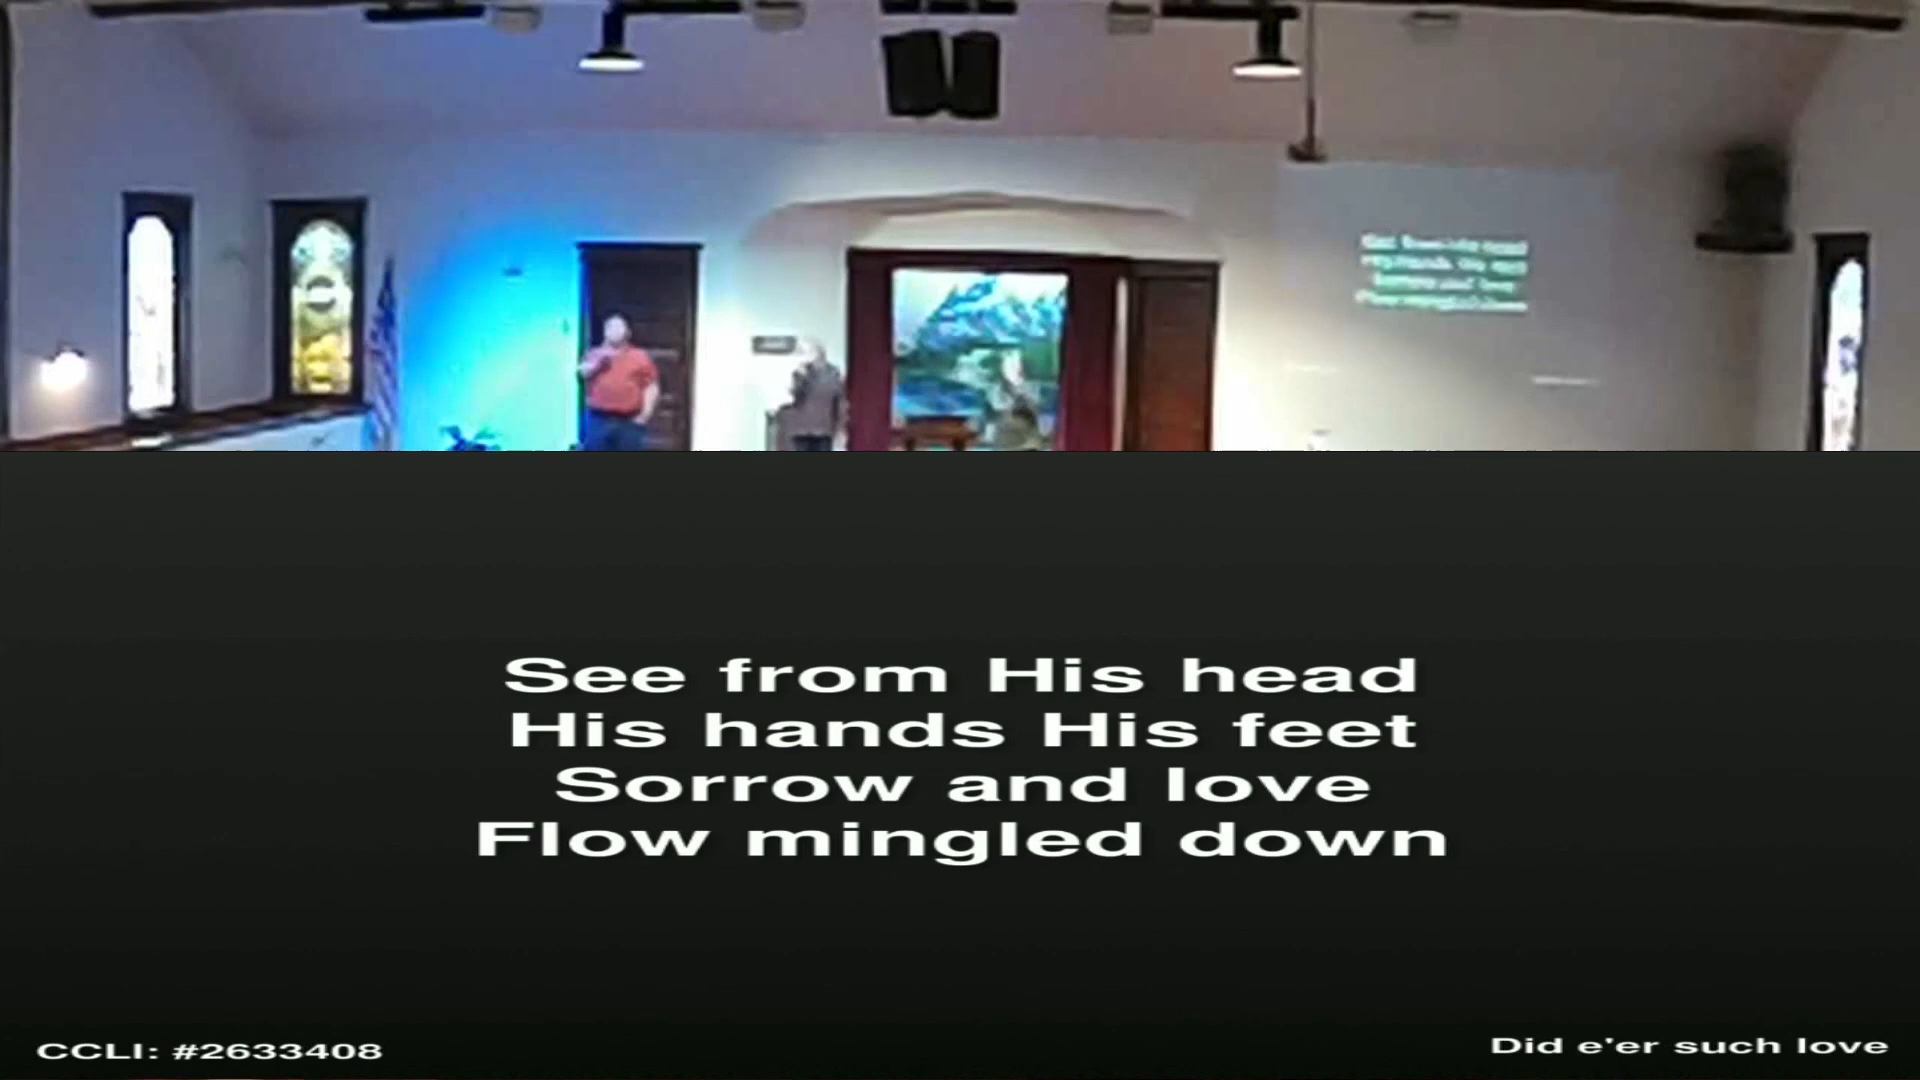 See from His head
His hands His feet
Sorrow and love
Flow mingled down
CCLI: #2633408
Did e'er such love